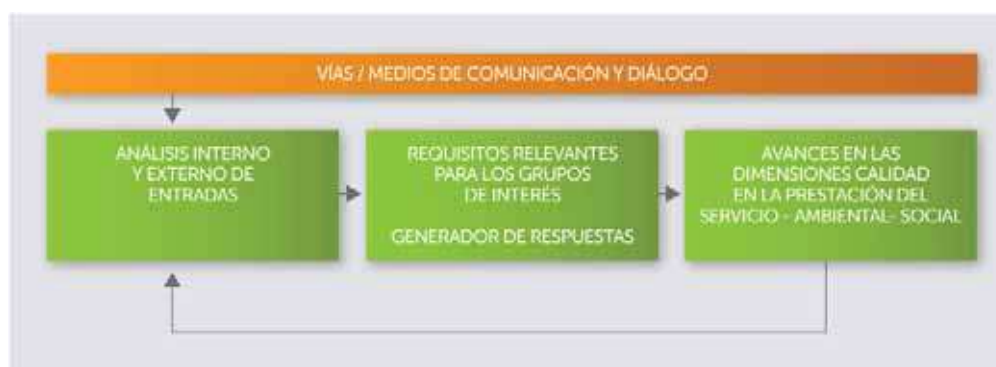 VÍAS / MEDIOS DE COMUNICACIÓN Y DIÁLOGO
ANÁLISIS INTERNO
Y EXTERNO DE
ENTRADAS
REQUISITOS RELEVANTES
PARA LOS GRUPOS
DE INTERÉS
GENERADOR DE RESPUESTAS
AVANCES EN LAS
DIMENSIONES CALIDAD
EN LA PRESTACIÓN DEL
SERVICIO - AMBIENTAL- SOCIAL